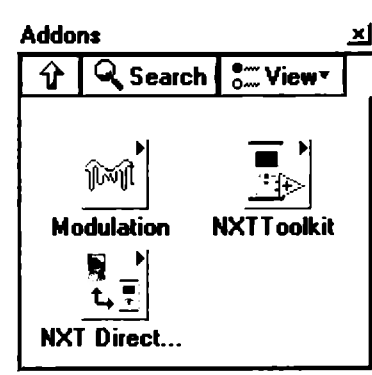 Addons
Search View
Modulation NXTToolkit
NXT Direct...